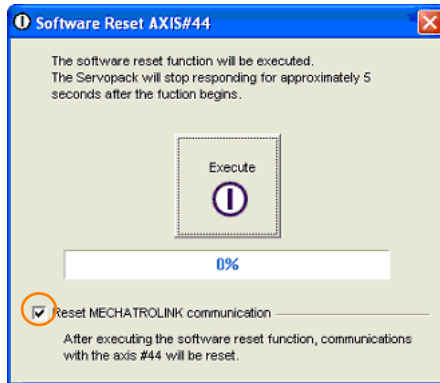 Software Reset AXIS#44
The software reset function will be executed.
The Servopack will stop responding for approximately 5
seconds after the fuction begins.
Execute
0%
Reset MECHATROLINK communication
After executing the software reset function, communications
with the axis #44 will be reset.